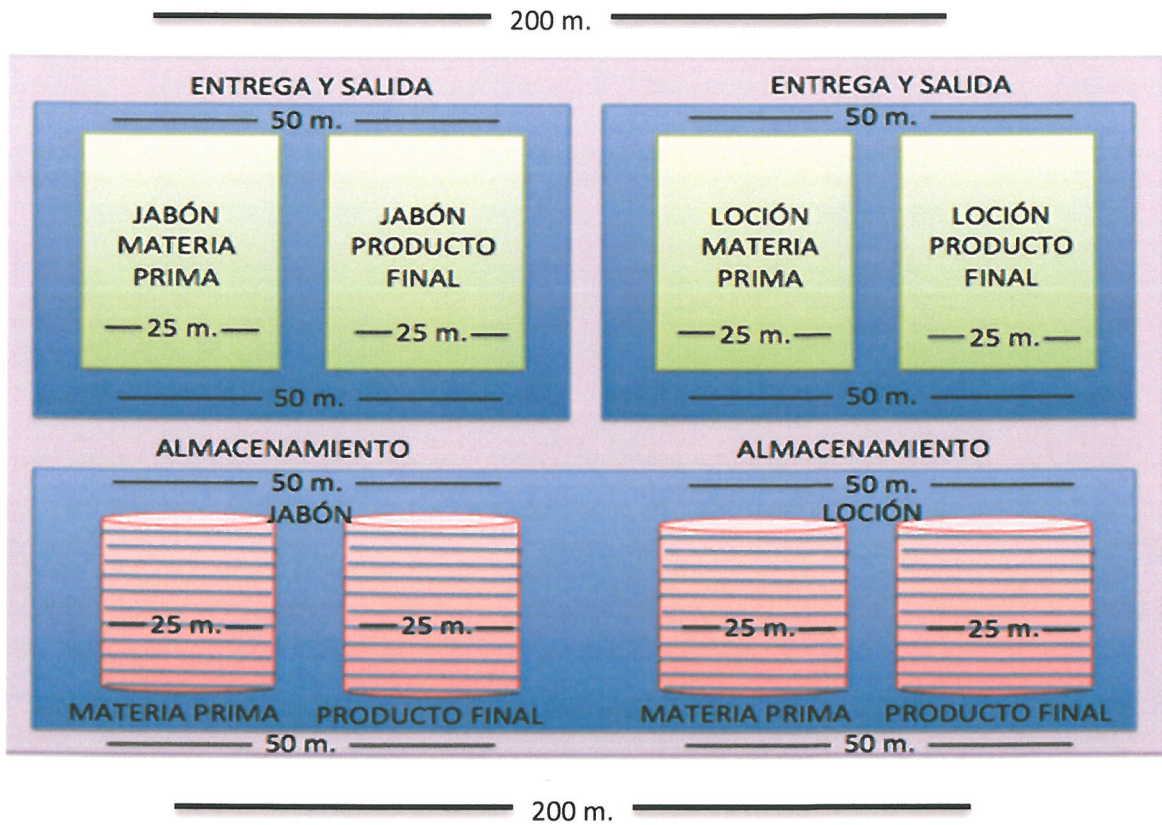 200 m.
ENTREGA Y SALIDA
50 m.
JABÓN
MATERIA
PRIMA
25 m.
JABÓN
PRODUCTO
FINAL
25 m.
50 m.
ENTREGA Y SALIDA
50 m.
LOCIÓN
MATERIA
PRIMA
25 m.
LOCIÓN
PRODUCTO
FINAL
25 m.
50 m.
ALMACENAMIENTO
50 m.
JABÓN
25 m.
25 m.
MATERIA PRIMA
PRODUCTO FINAL
50 m.
ALMACENAMIENTO
50 m.
LOCIÓN
25 m.
25 m.
MATERIA PRIMA
PRODUCTO FINAL
50 m.
200 m.